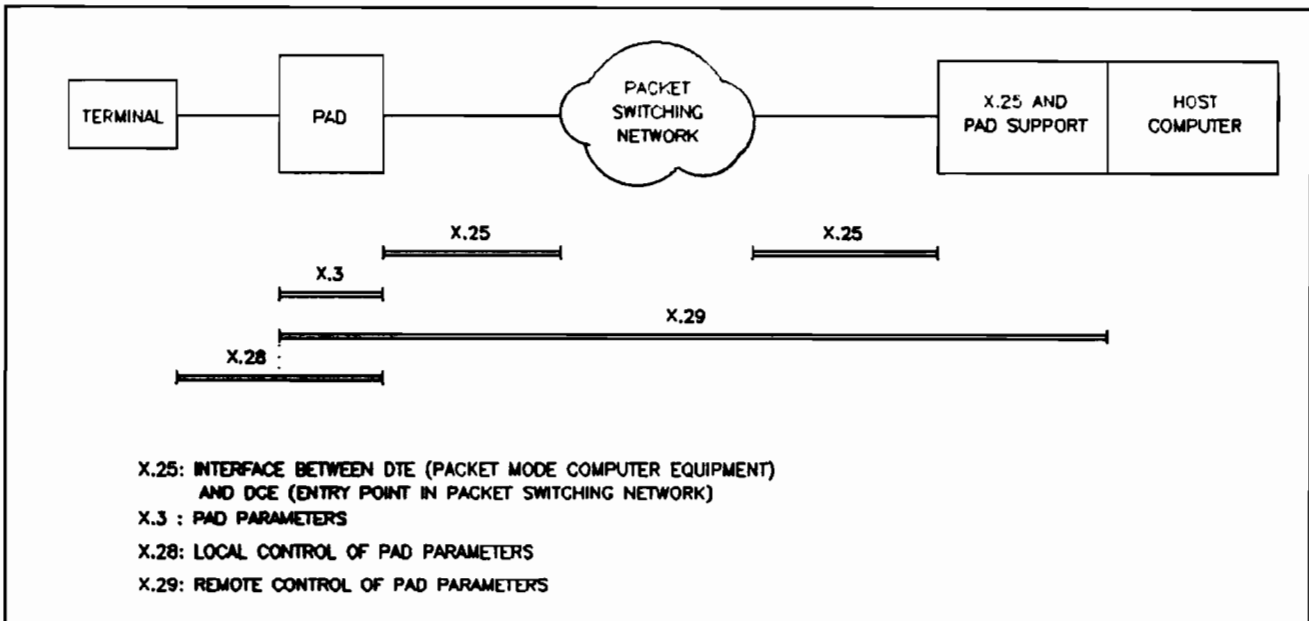 TERMINAL
PAD
PACKET
SWITCHING
NETWORK
X.25 AND
PAD SUPPORT
HOST
COMPUTER
X.25
X.25
X.3
X.29
X.28
X.25: INTERFACE BETWEEN DTE (PACKET MODE COMPUTER EQUIPMENT)
AND DCE (ENTRY POINT IN PACKET SWITCHING NETWORK)
X.3 : PAD PARAMETERS
X.28: LOCAL CONTROL OF PAD PARAMETERS
X.29: REMOTE CONTROL OF PAD PARAMETERS